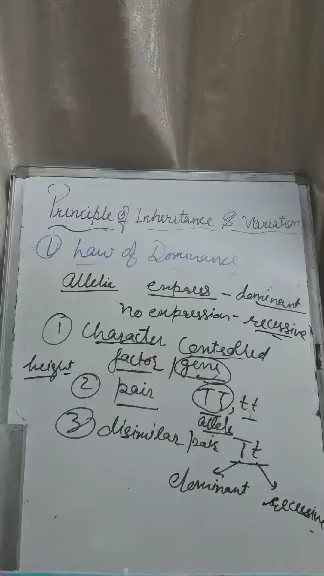 Principle of Inheritance & Variation
① Law of Dominance
allelic express - dominant
no expression - recessive
① Character Controlled
factor / gene
height
② pair TT, tt
allele
③ disimilar pair Tt
dominant recessive